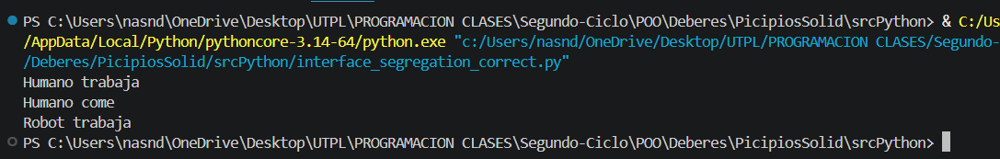 PS C:\Users\nasnd\OneDrive\Desktop\UTPL\PROGRAMACION CLASES\Segundo-Ciclo\POO\Deberes\PicipiosSolid\srcPython> & C:/Us
/AppData/Local/Python/pythoncore-3.14-64/python.exe "c:/Users/nasnd/OneDrive/Desktop/UTPL/PROGRAMACION CLASES/Segundo-
/Deberes/PicipiosSolid/srcPython/interface_segregation_correct.py"
Humano trabaja
Humano come
Robot trabaja
PS C:\Users\nasnd\OneDrive\Desktop\UTPL\PROGRAMACION CLASES\Segundo-Ciclo\POO\Deberes\PicipiosSolid\srcPython>